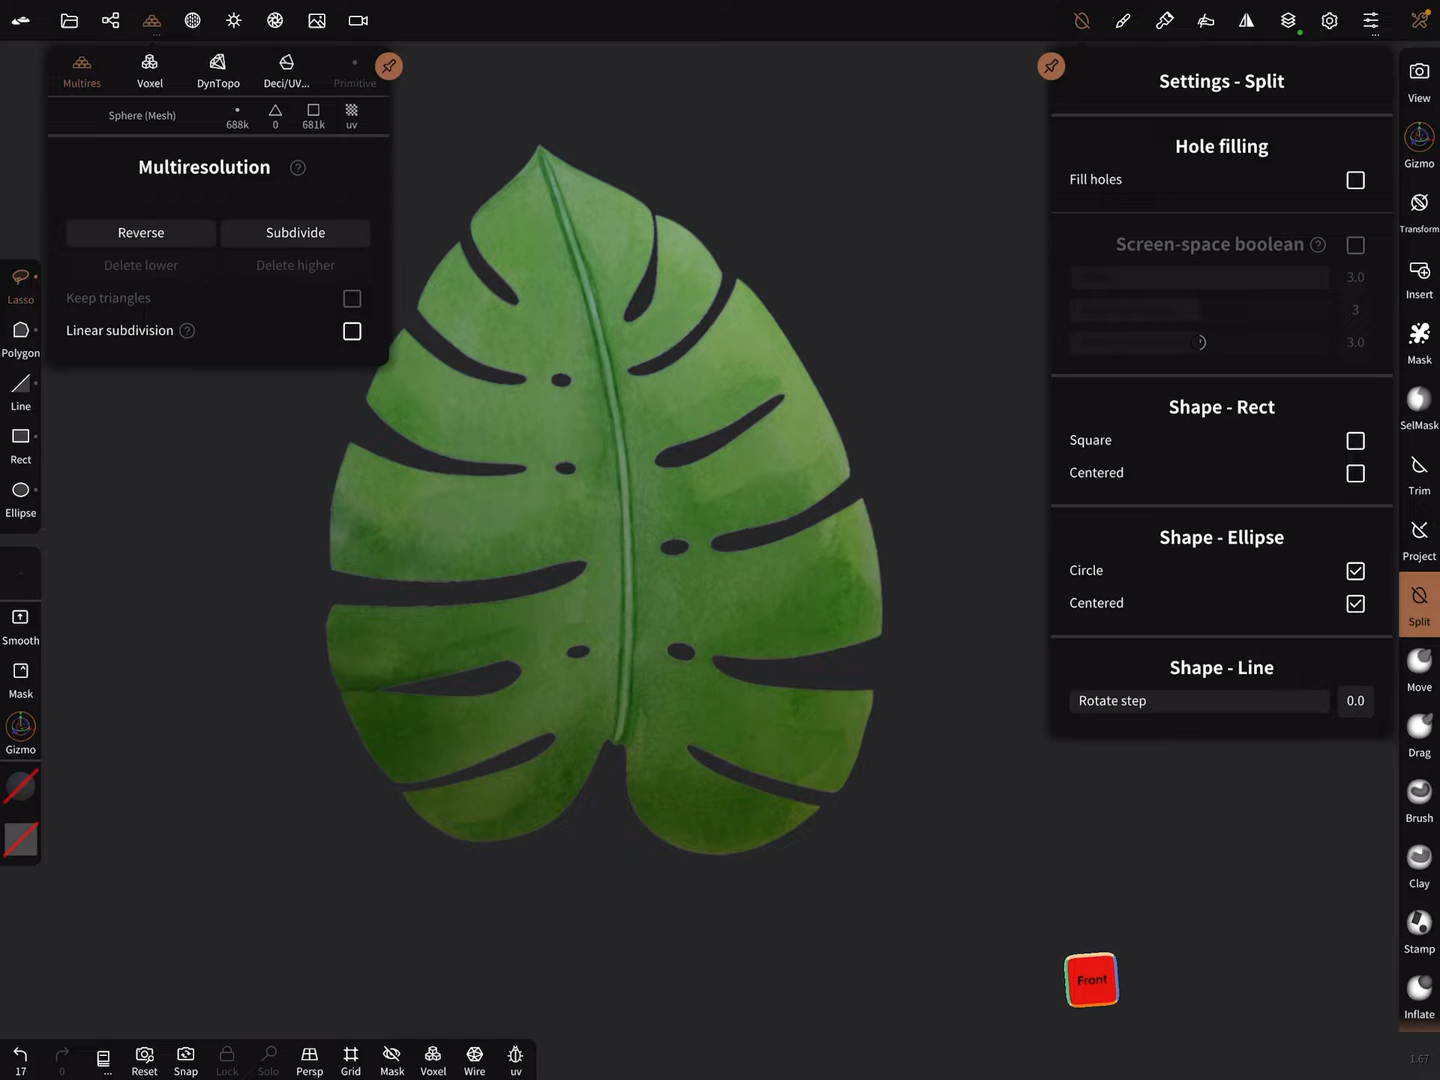 Multires
Voxel
DynTopo
Deci/UV...
Primitive
Sphere (Mesh)
688k
0
681k
uv
Multiresolution
Reverse
Subdivide
Delete lower
Delete higher
Keep triangles
Linear subdivision
Lasso
Polygon
Line
Rect
Ellipse
Smooth
Mask
Gizmo
Settings - Split
Hole filling
Fill holes
Screen-space boolean
3.0
3
3.0
Shape - Rect
Square
Centered
Shape - Ellipse
Circle
Centered
Shape - Line
Rotate step
0.0
View
Gizmo
Transform
Insert
Mask
SelMask
Trim
Project
Split
Move
Drag
Brush
Clay
Stamp
Inflate
Front
17
0
...
Reset
Snap
Lock
Solo
Persp
Grid
Mask
Voxel
Wire
uv
1.67